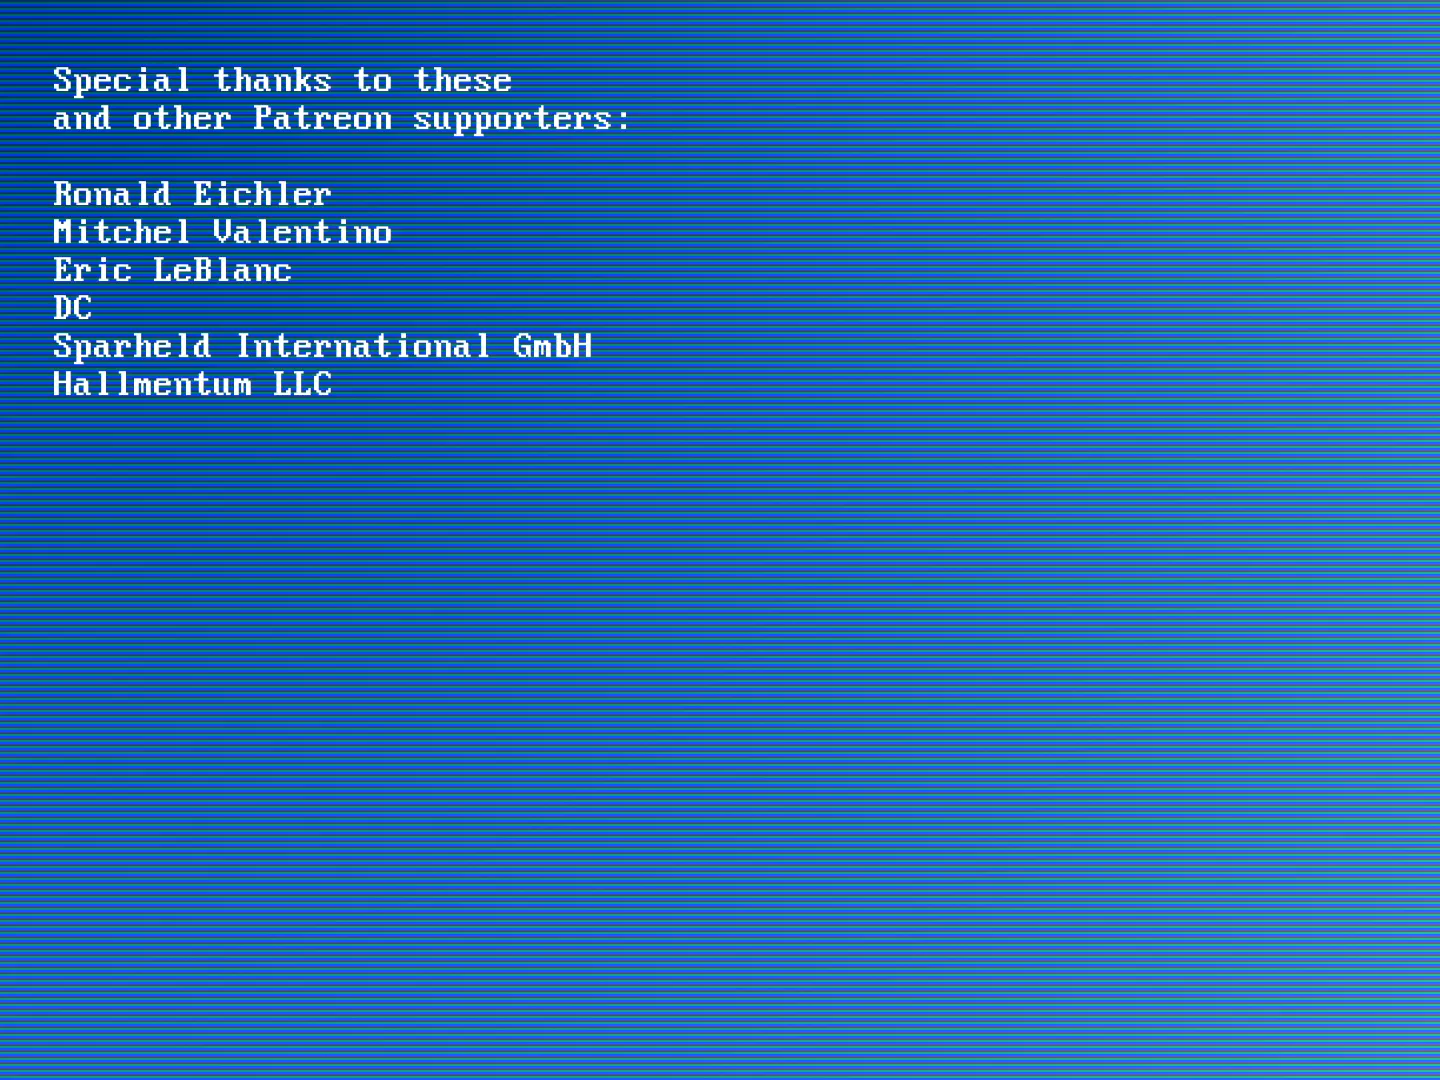 Special thanks to these
and other Patreon supporters:
Ronald Eichler
Mitchel Valentino
Eric LeBlanc
DC
Sparheld International GmbH
Hallmentum LLC